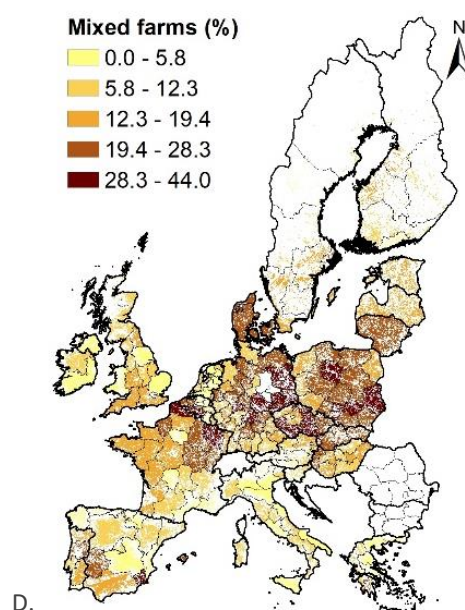 Mixed farms (%)
0.0 - 5.8
5.8 - 12.3
12.3 - 19.4
19.4 - 28.3
28.3 - 44.0
N
D.